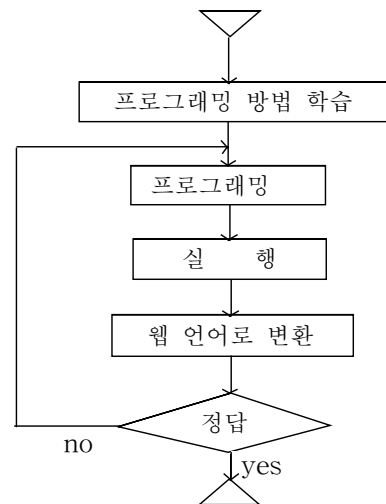 프로그래밍 방법 학습
프로그래밍
실 행
웹 언어로 변환
정답
no
yes